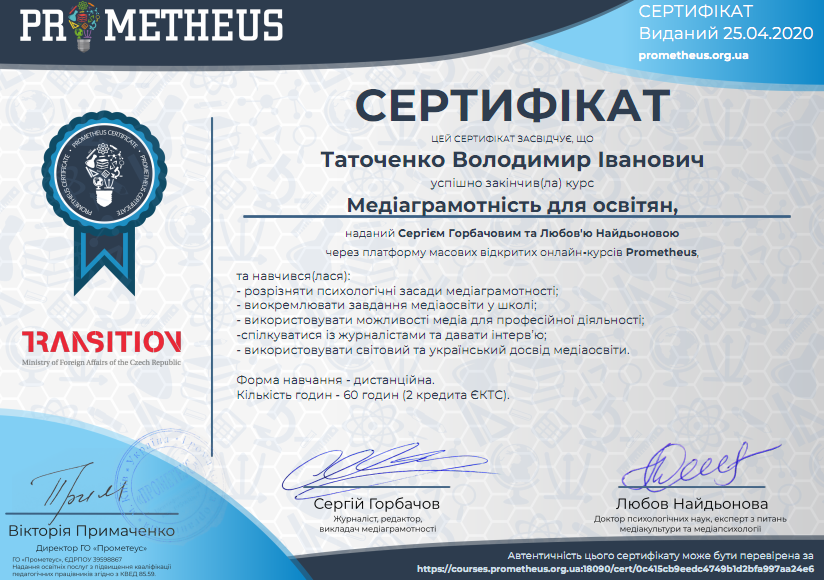 PROMETHEUS
СЕРТИФІКАТ
Виданий 25.04.2020
prometheus.org.ua
PROMETHEUS CERTIFICATE • PROMETHEUS CERTIFICATE • PROMETHEUS CERTIFICATE
СЕРТИФІКАТ
ЦЕЙ СЕРТИФІКАТ ЗАСВІДЧУЄ, ЩО
Таточенко Володимир Іванович
успішно закінчив(ла) курс
Медіаграмотність для освітян,
наданий Сергієм Горбачовим та Любов'ю Найдьоновою
через платформу масових відкритих онлайн-курсів Prometheus,
та навчився(лася):
- розрізняти психологічні засади медіаграмотності;
- виокремлювати завдання медіаосвіти у школі;
- використовувати можливості медіа для професійної діяльності;
-спілкуватися із журналістами та давати інтерв'ю;
- використовувати світовий та український досвід медіаосвіти.
Форма навчання - дистанційна.
Кількість годин - 60 годин (2 кредита ЄКТС).
TRANSITION
Ministry of Foreign Affairs of the Czech Republic
Вікторія Примаченко
Директор ГО «Прометеус»
ГО «Прометеус», ЄДРПОУ 39598867
Надання освітніх послуг з підвищення кваліфікації
педагогічних працівників згідно з КВЕД 85.59.
Сергій Горбачов
Журналіст, редактор,
викладач медіаграмотності
Любов Найдьонова
Доктор психологічних наук, експерт з питань
медіакультури та медіапсихології
Автентичність цього сертифікату може бути перевірена за
https://courses.prometheus.org.ua:18090/cert/0c415cb9eedc4749b1d2bfa997aa24e6